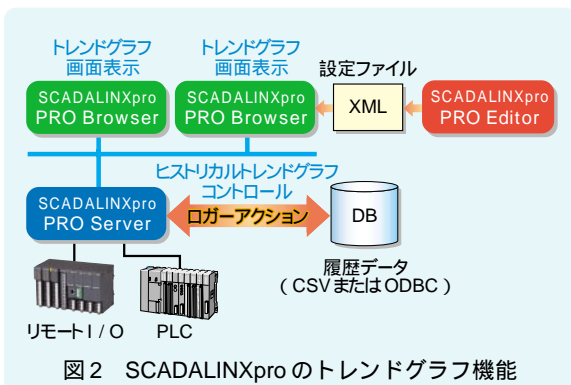 トレンドグラフ
画面表示
トレンドグラフ
画面表示
設定ファイル
SCADALINXpro
PRO Browser
SCADALINXpro
PRO Browser
XML
SCADALINXpro
PRO Editor
ヒストリカルトレンドグラフ
コントロール
SCADALINXpro
PRO Server
ロガーアクション
DB
履歴データ
(CSVまたはODBC)
リモートI/O
PLC
図2 SCADALINXproのトレンドグラフ機能